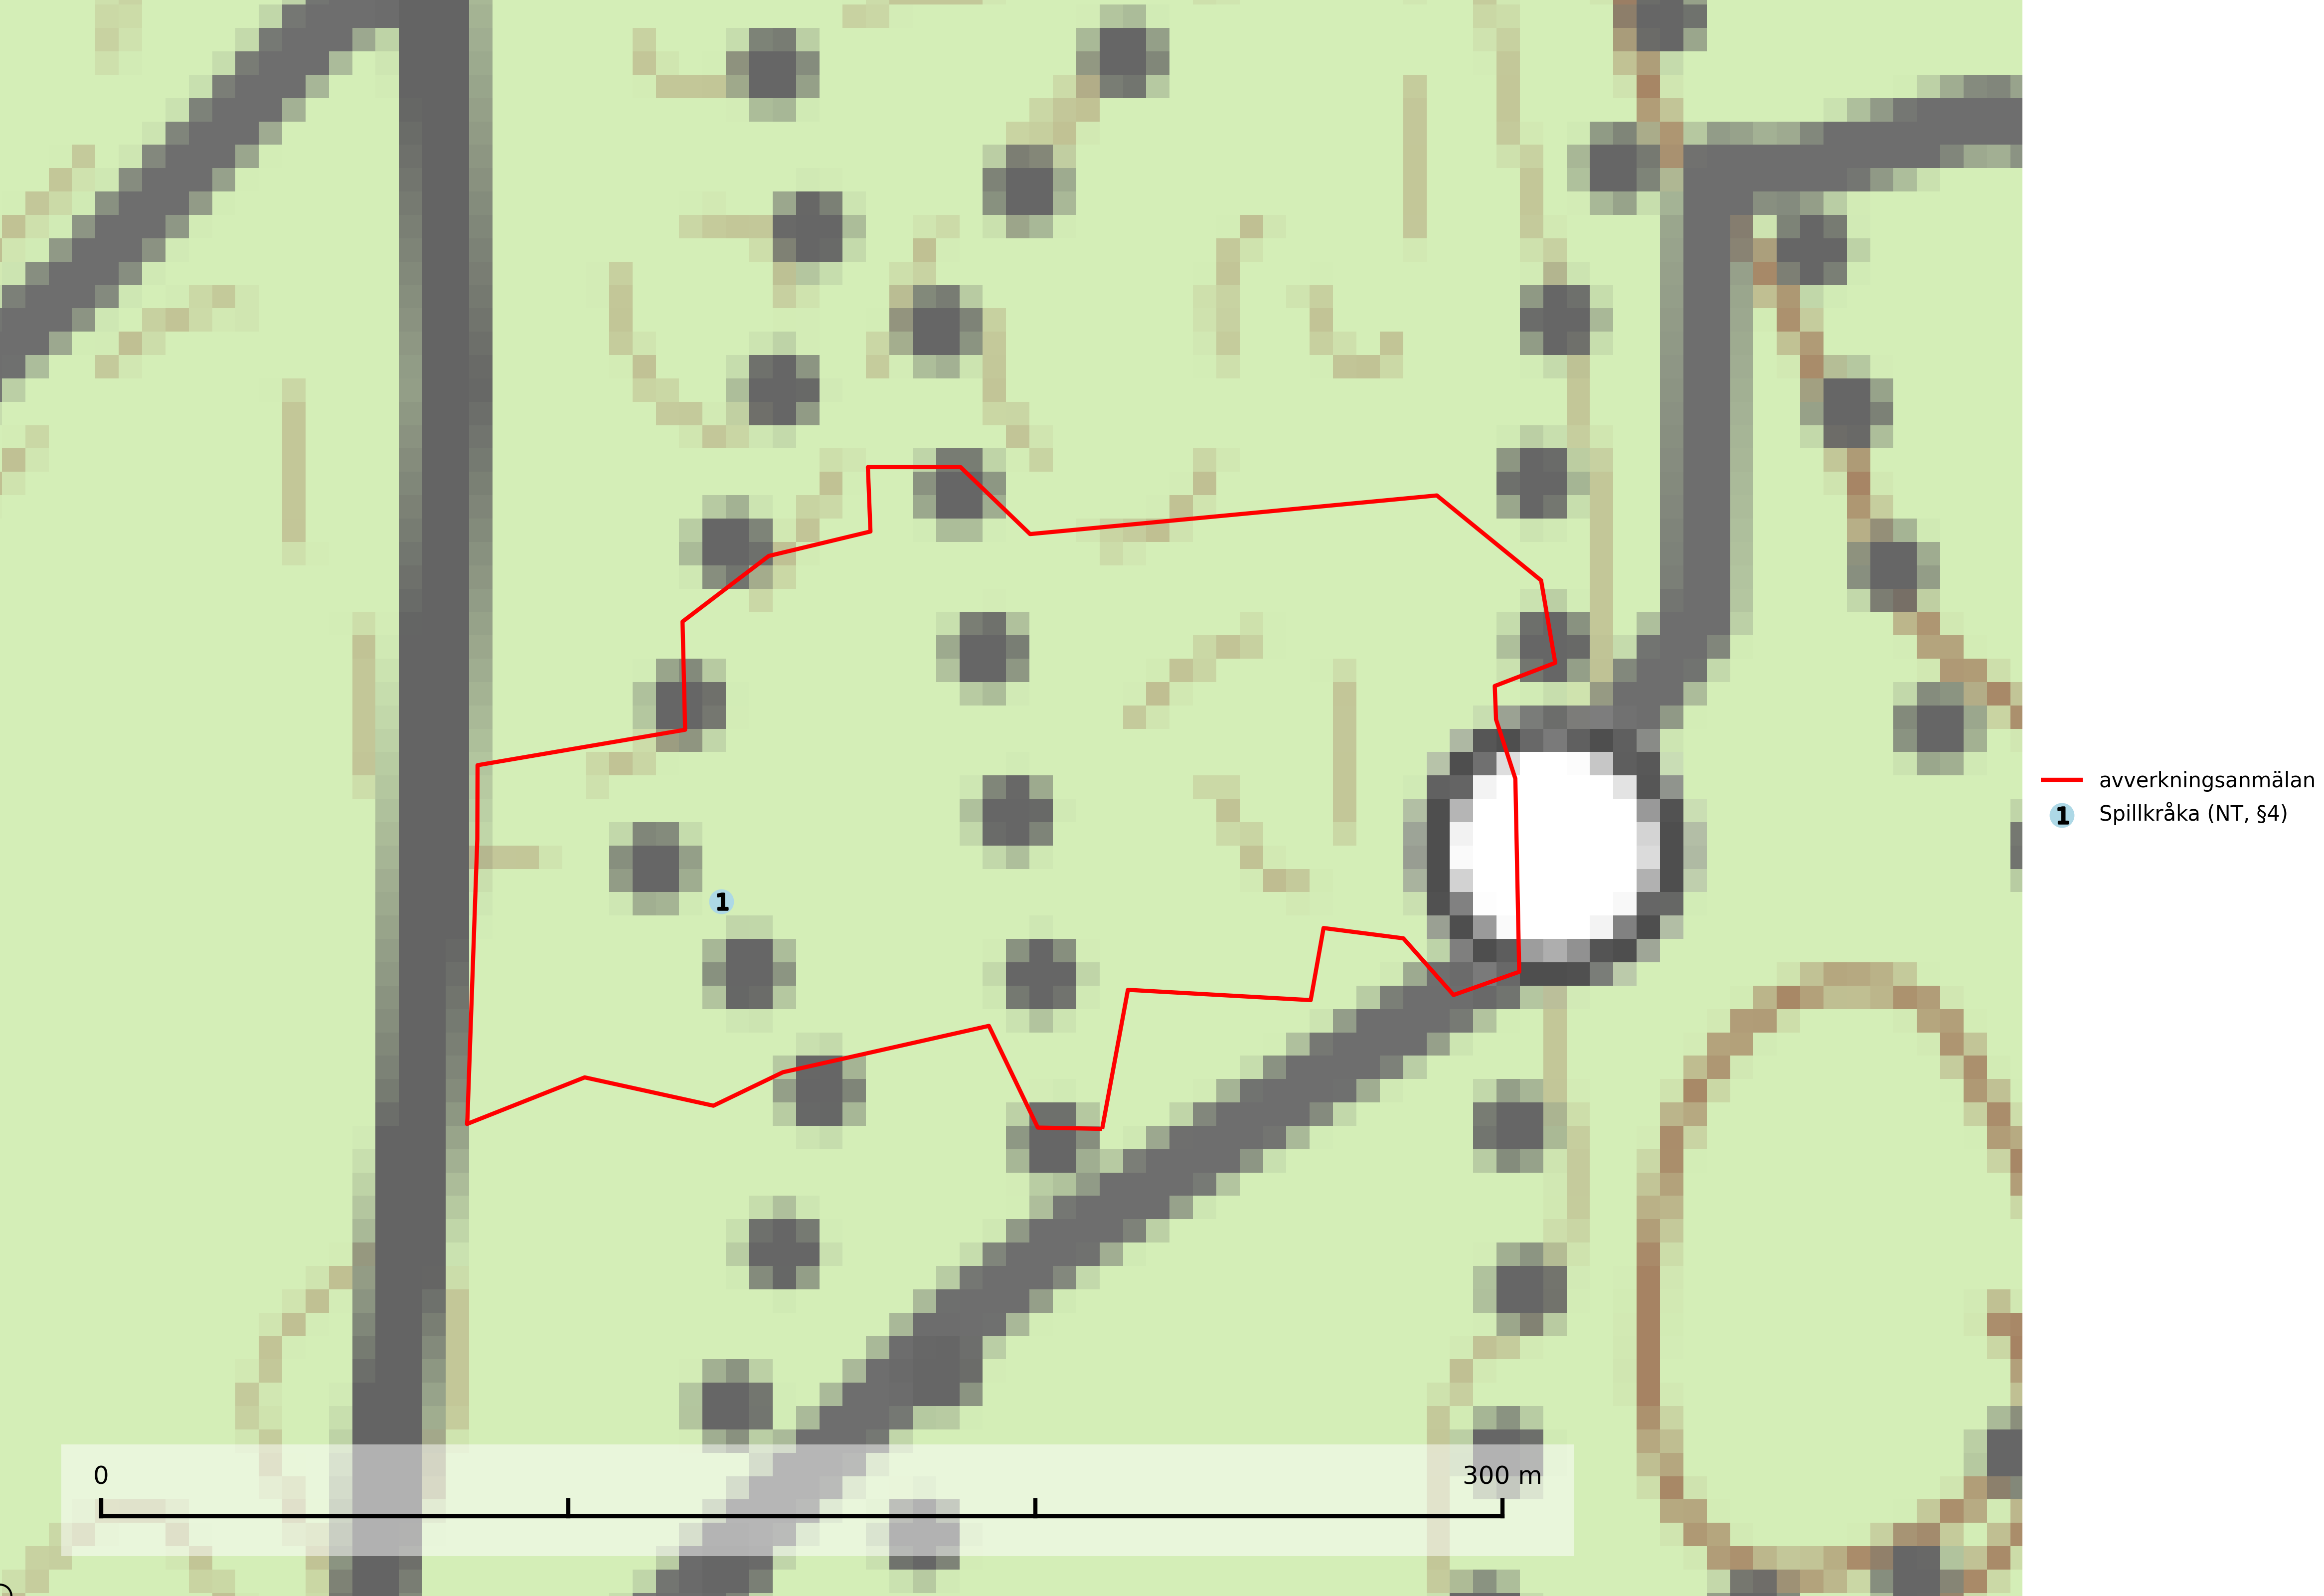 avverkningsanmälan
1 Spillkråka (NT, §4)
1
0 300 m